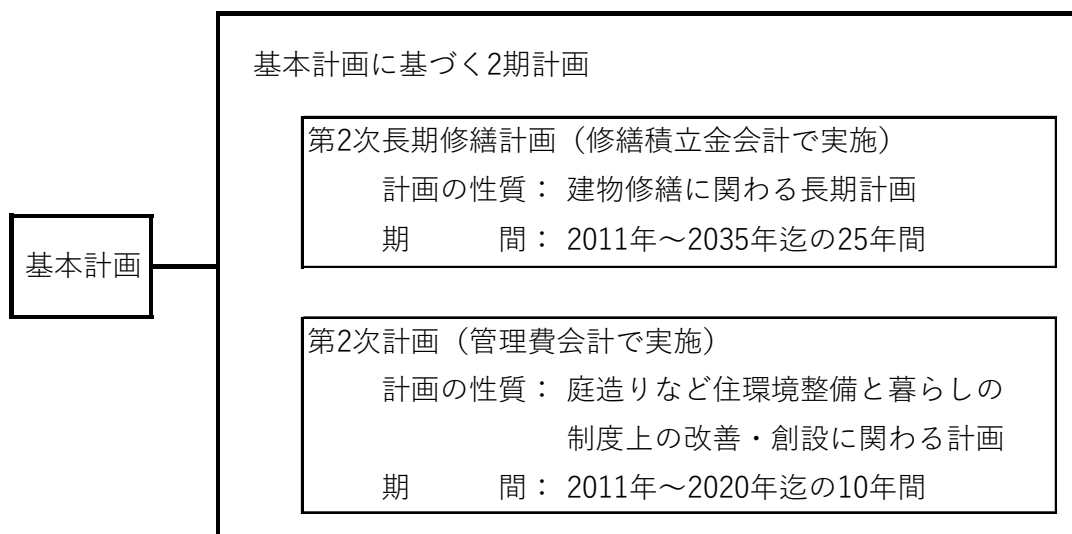 基本計画に基づく2期計画
第2次長期修繕計画（修繕積立金会計で実施）
計画の性質： 建物修繕に関わる長期計画
期　　間： 2011年～2035年迄の25年間
基本計画
第2次計画（管理費会計で実施）
計画の性質： 庭造りなど住環境整備と暮らしの
制度上の改善・創設に関わる計画
期　　間： 2011年～2020年迄の10年間